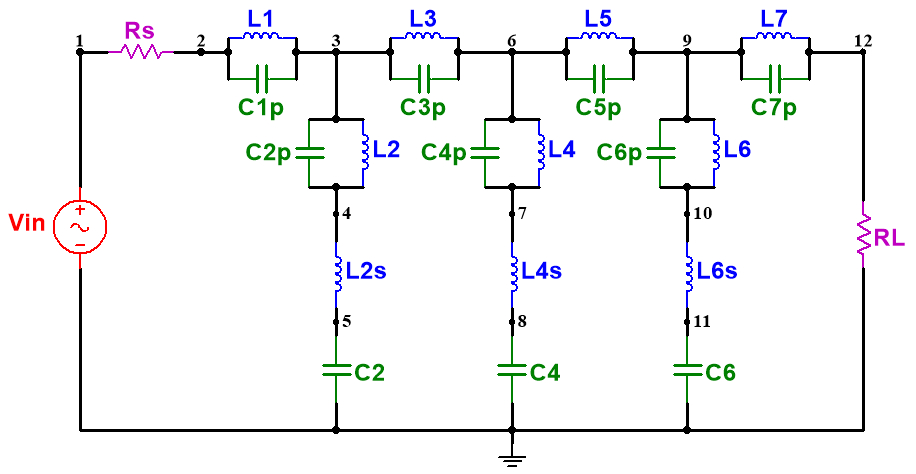 L1 L3 L5 L7
1 Rs 2 3 6 9 12
C1p C3p C5p C7p
C2p L2 C4p L4 C6p L6
4 7 10
Vin + − RL
L2s L4s L6s
5 8 11
C2 C4 C6